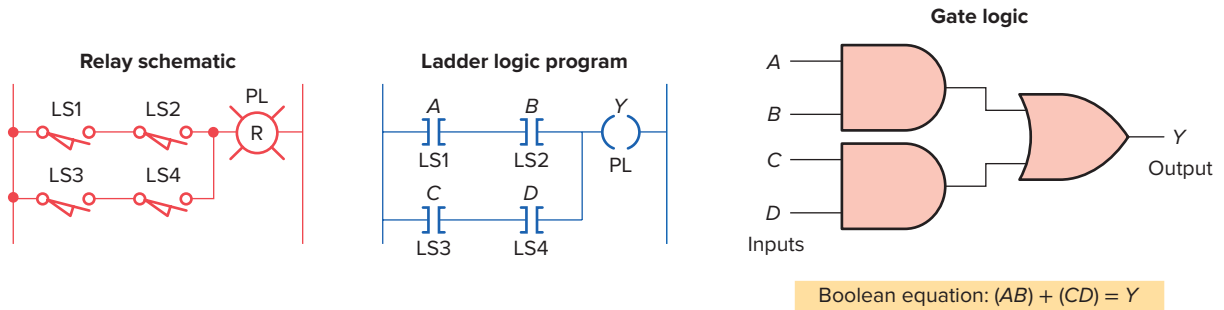 Relay schematic
PL
LS1 LS2
R
LS3 LS4
Ladder logic program
A B Y
LS1 LS2 PL
C D
LS3 LS4
Gate logic
A
B
C
D
Inputs
Y
Output
Boolean equation: (AB) + (CD) = Y